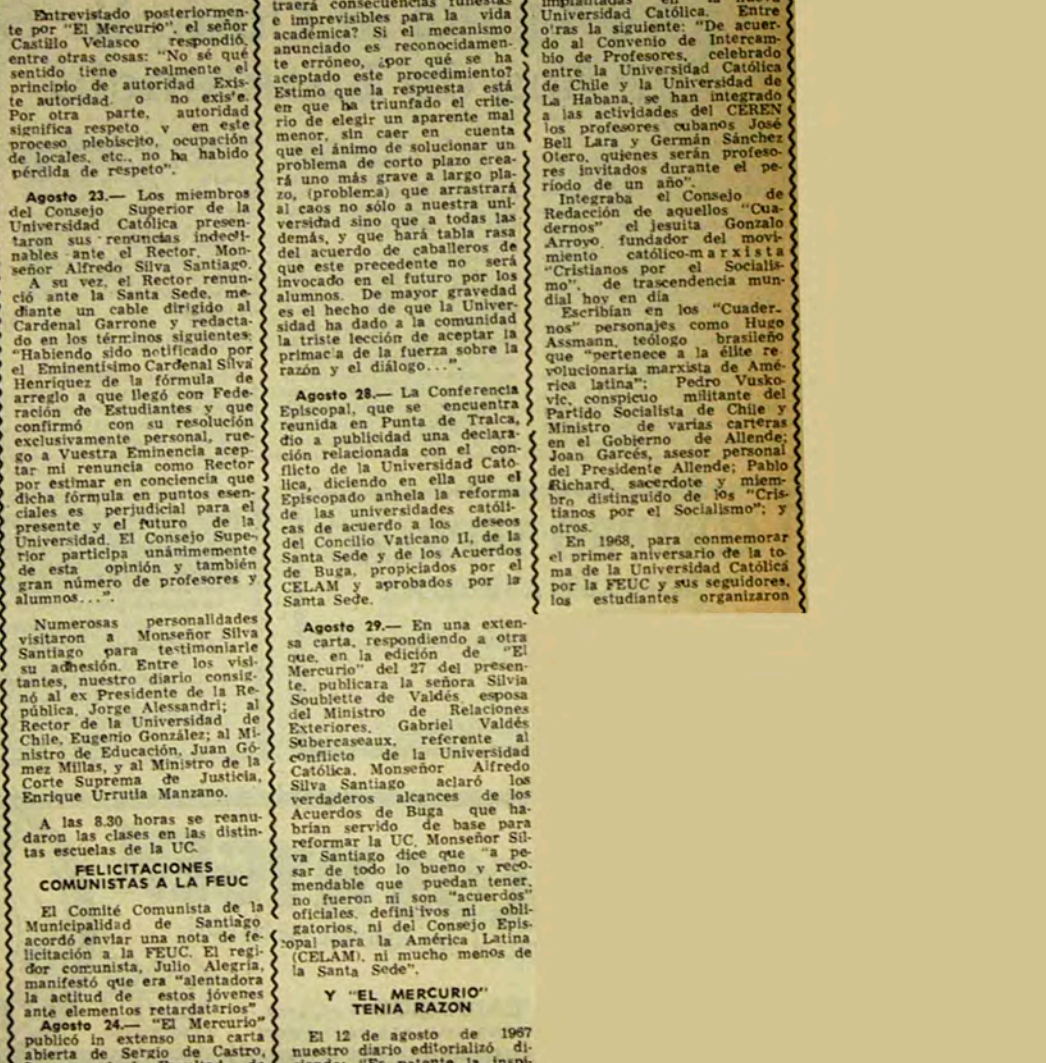 Entrevistado posteriormen-
te por "El Mercurio", el señor
Castillo Velasco respondió,
entre otras cosas: "No sé qué
sentido tiene realmente el
principio de autoridad Exis-
te autoridad o no exis'e.
Por otra parte, autoridad
significa respeto y en este
proceso plebiscito, ocupación
de locales, etc., no ha habido
pérdida de respeto".
Agosto 23.— Los miembros
del Consejo Superior de la
Universidad Católica presen-
taron sus renuncias indecli-
nables ante el Rector, Mon-
señor Alfredo Silva Santiago.
A su vez, el Rector renun-
ció ante la Santa Sede, me-
diante un cable dirigido al
Cardenal Garrone y redacta-
do en los términos siguientes:
"Habiendo sido notificado por
el Eminentísimo Cardenal Silva
Henríquez de la fórmula de
arreglo a que llegó con Fede-
ración de Estudiantes y que
confirmó con su resolución
exclusivamente personal, rue-
go a Vuestra Eminencia acep-
tar mi renuncia como Rector
por estimar en conciencia que
dicha fórmula en puntos esen-
ciales es perjudicial para el
presente y el futuro de la
Universidad. El Consejo Supe-
rior participa unánimemente
de esta opinión y también
gran número de profesores y
alumnos...".
Numerosas personalidades
visitaron a Monseñor Silva
Santiago para testimoniarle
su adhesión. Entre los visi-
tantes, nuestro diario consig-
nó al ex Presidente de la Re-
pública, Jorge Alessandri; al
Rector de la Universidad de
Chile, Eugenio González; al Mi-
nistro de Educación, Juan Gó-
mez Millas, y al Ministro de la
Corte Suprema de Justicia,
Enrique Urrutia Manzano.
A las 8.30 horas se reanu-
daron las clases en las distin-
tas escuelas de la UC.
FELICITACIONES
COMUNISTAS A LA FEUC
El Comité Comunista de la
Municipalidad de Santiago
acordó enviar una nota de fe-
licitación a la FEUC. El regi-
dor comunista, Julio Alegría,
manifestó que era "alentadora
la actitud de estos jóvenes
ante elementos retardatarios"
Agosto 24.— "El Mercurio"
publicó in extenso una carta
abierta de Sergio de Castro,
traerá consecuencias funestas
e imprevisibles para la vida
académica? Si el mecanismo
anunciado es reconocidamen-
te erróneo, ¿por qué se ha
aceptado este procedimiento?
Estimo que la respuesta está
en que ha triunfado el crite-
rio de elegir un aparente mal
menor, sin caer en cuenta
que el ánimo de solucionar un
problema de corto plazo crea-
rá uno más grave a largo pla-
zo, (problema) que arrastrará
al caos no sólo a nuestra uni-
versidad sino que a todas las
demás, y que hará tabla rasa
del acuerdo de caballeros de
que este precedente no será
invocado en el futuro por los
alumnos. De mayor gravedad
es el hecho de que la Univer-
sidad ha dado a la comunidad
la triste lección de aceptar la
primac'a de la fuerza sobre la
razón y el diálogo...".
Agosto 28.— La Conferencia
Episcopal, que se encuentra
reunida en Punta de Tralca,
dio a publicidad una declara-
ción relacionada con el con-
flicto de la Universidad Cató-
lica, diciendo en ella que el
Episcopado anhela la reforma
de las universidades católi-
cas de acuerdo a los deseos
del Concilio Vaticano II, de la
Santa Sede y de los Acuerdos
de Buga, propiciados por el
CELAM y aprobados por la
Santa Sede.
Agosto 29.— En una exten-
sa carta, respondiendo a otra
que, en la edición de "El
Mercurio" del 27 del presen-
te, publicara la señora Silvia
Soublette de Valdés esposa
del Ministro de Relaciones
Exteriores, Gabriel Valdés
Subercaseaux, referente al
conflicto de la Universidad
Católica, Monseñor Alfredo
Silva Santiago aclaró los
verdaderos alcances de los
Acuerdos de Buga que ha-
brían servido de base para
reformar la UC. Monseñor Sil-
va Santiago dice que "a pe-
sar de todo lo bueno y reco-
mendable que puedan tener,
no fueron ni son "acuerdos"
oficiales, defini'ivos ni obli-
gatorios, ni del Consejo Epis-
copal para la América Latina
(CELAM), ni mucho menos de
la Santa Sede".
Y "EL MERCURIO"
TENIA RAZON
El 12 de agosto de 1967
nuestro diario editorializó di-
implantadas en la nueva
Universidad Católica. Entre
o'ras la siguiente: "De acuer-
do al Convenio de Intercam-
bio de Profesores, celebrado
entre la Universidad Católica
de Chile y la Universidad de
La Habana, se han integrado
a las actividades del CEREN
los profesores cubanos José
Bell Lara y Germán Sánchez
Otero, quienes serán profeso-
res invitados durante el pe-
ríodo de un año".
Integraba el Consejo de
Redacción de aquellos "Cua-
dernos" el jesuita Gonzalo
Arroyo, fundador del movi-
miento católico-marxista
"Cristianos por el Socialis-
mo", de trascendencia mun-
dial hoy en día
Escribían en los "Cuader-
nos" personajes como Hugo
Assmann, teólogo brasileño
que "pertenece a la élite re-
volucionaria marxista de Amé-
rica latina"; Pedro Vusko-
vic, conspicuo militante del
Partido Socialista de Chile y
Ministro de varias carteras
en el Gobierno de Allende;
Joan Garcés, asesor personal
del Presidente Allende; Pablo
Richard, sacerdote y miem-
bro distinguido de los "Cris-
tianos por el Socialismo"; y
otros.
En 1968, para conmemorar
el primer aniversario de la to-
ma de la Universidad Católica
por la FEUC y sus seguidores,
los estudiantes organizaron